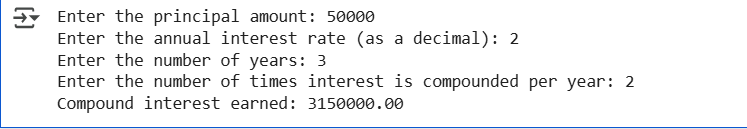 Enter the principal amount: 50000
Enter the annual interest rate (as a decimal): 2
Enter the number of years: 3
Enter the number of times interest is compounded per year: 2
Compound interest earned: 3150000.00